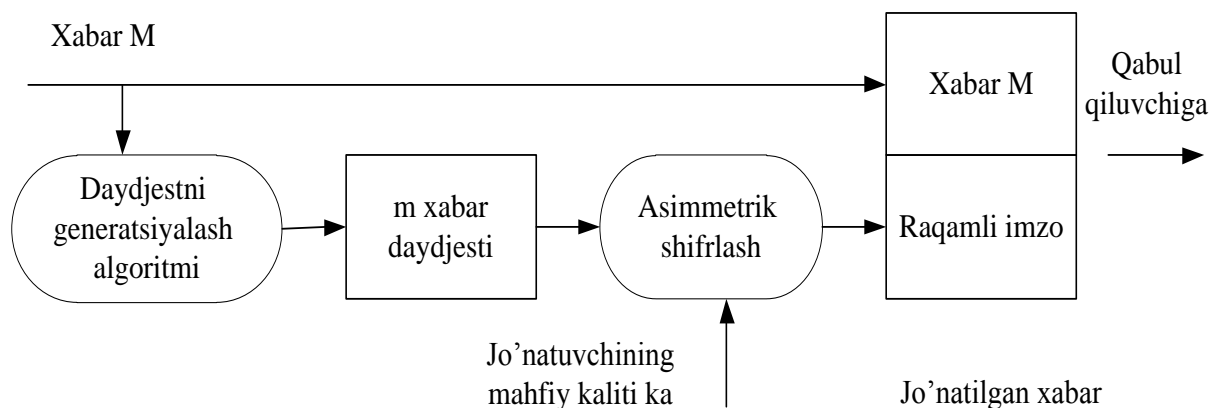 Xabar M
Xabar M
Qabul
qiluvchiga
Daydjestni
generatsiyalash
algoritmi
m xabar
daydjesti
Asimmetrik
shifrlash
Raqamli imzo
Jo’natuvchining
mahfiy kaliti ka
Jo’natilgan xabar